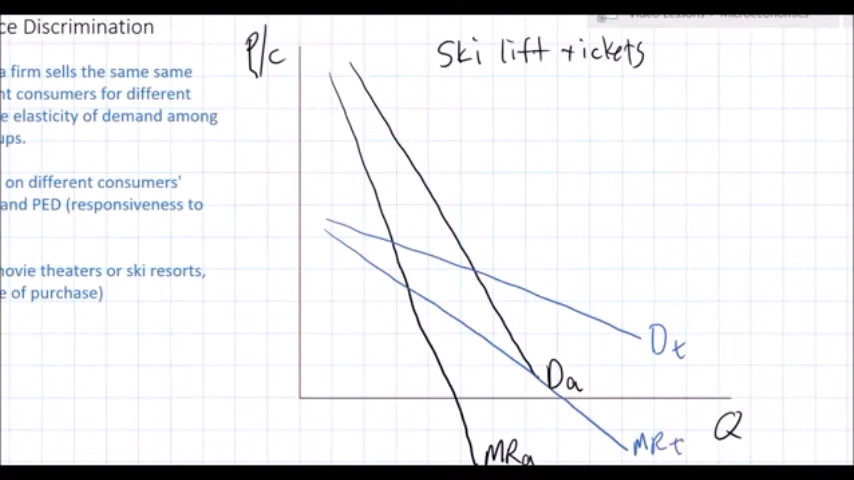 ce Discrimination
a firm sells the same same
nt consumers for different
e elasticity of demand among
ups.
on different consumers'
and PED (responsiveness to
movie theaters or ski resorts,
e of purchase)
P/c
Ski lift tickets
Dt
Da
Q
MRt
MRa